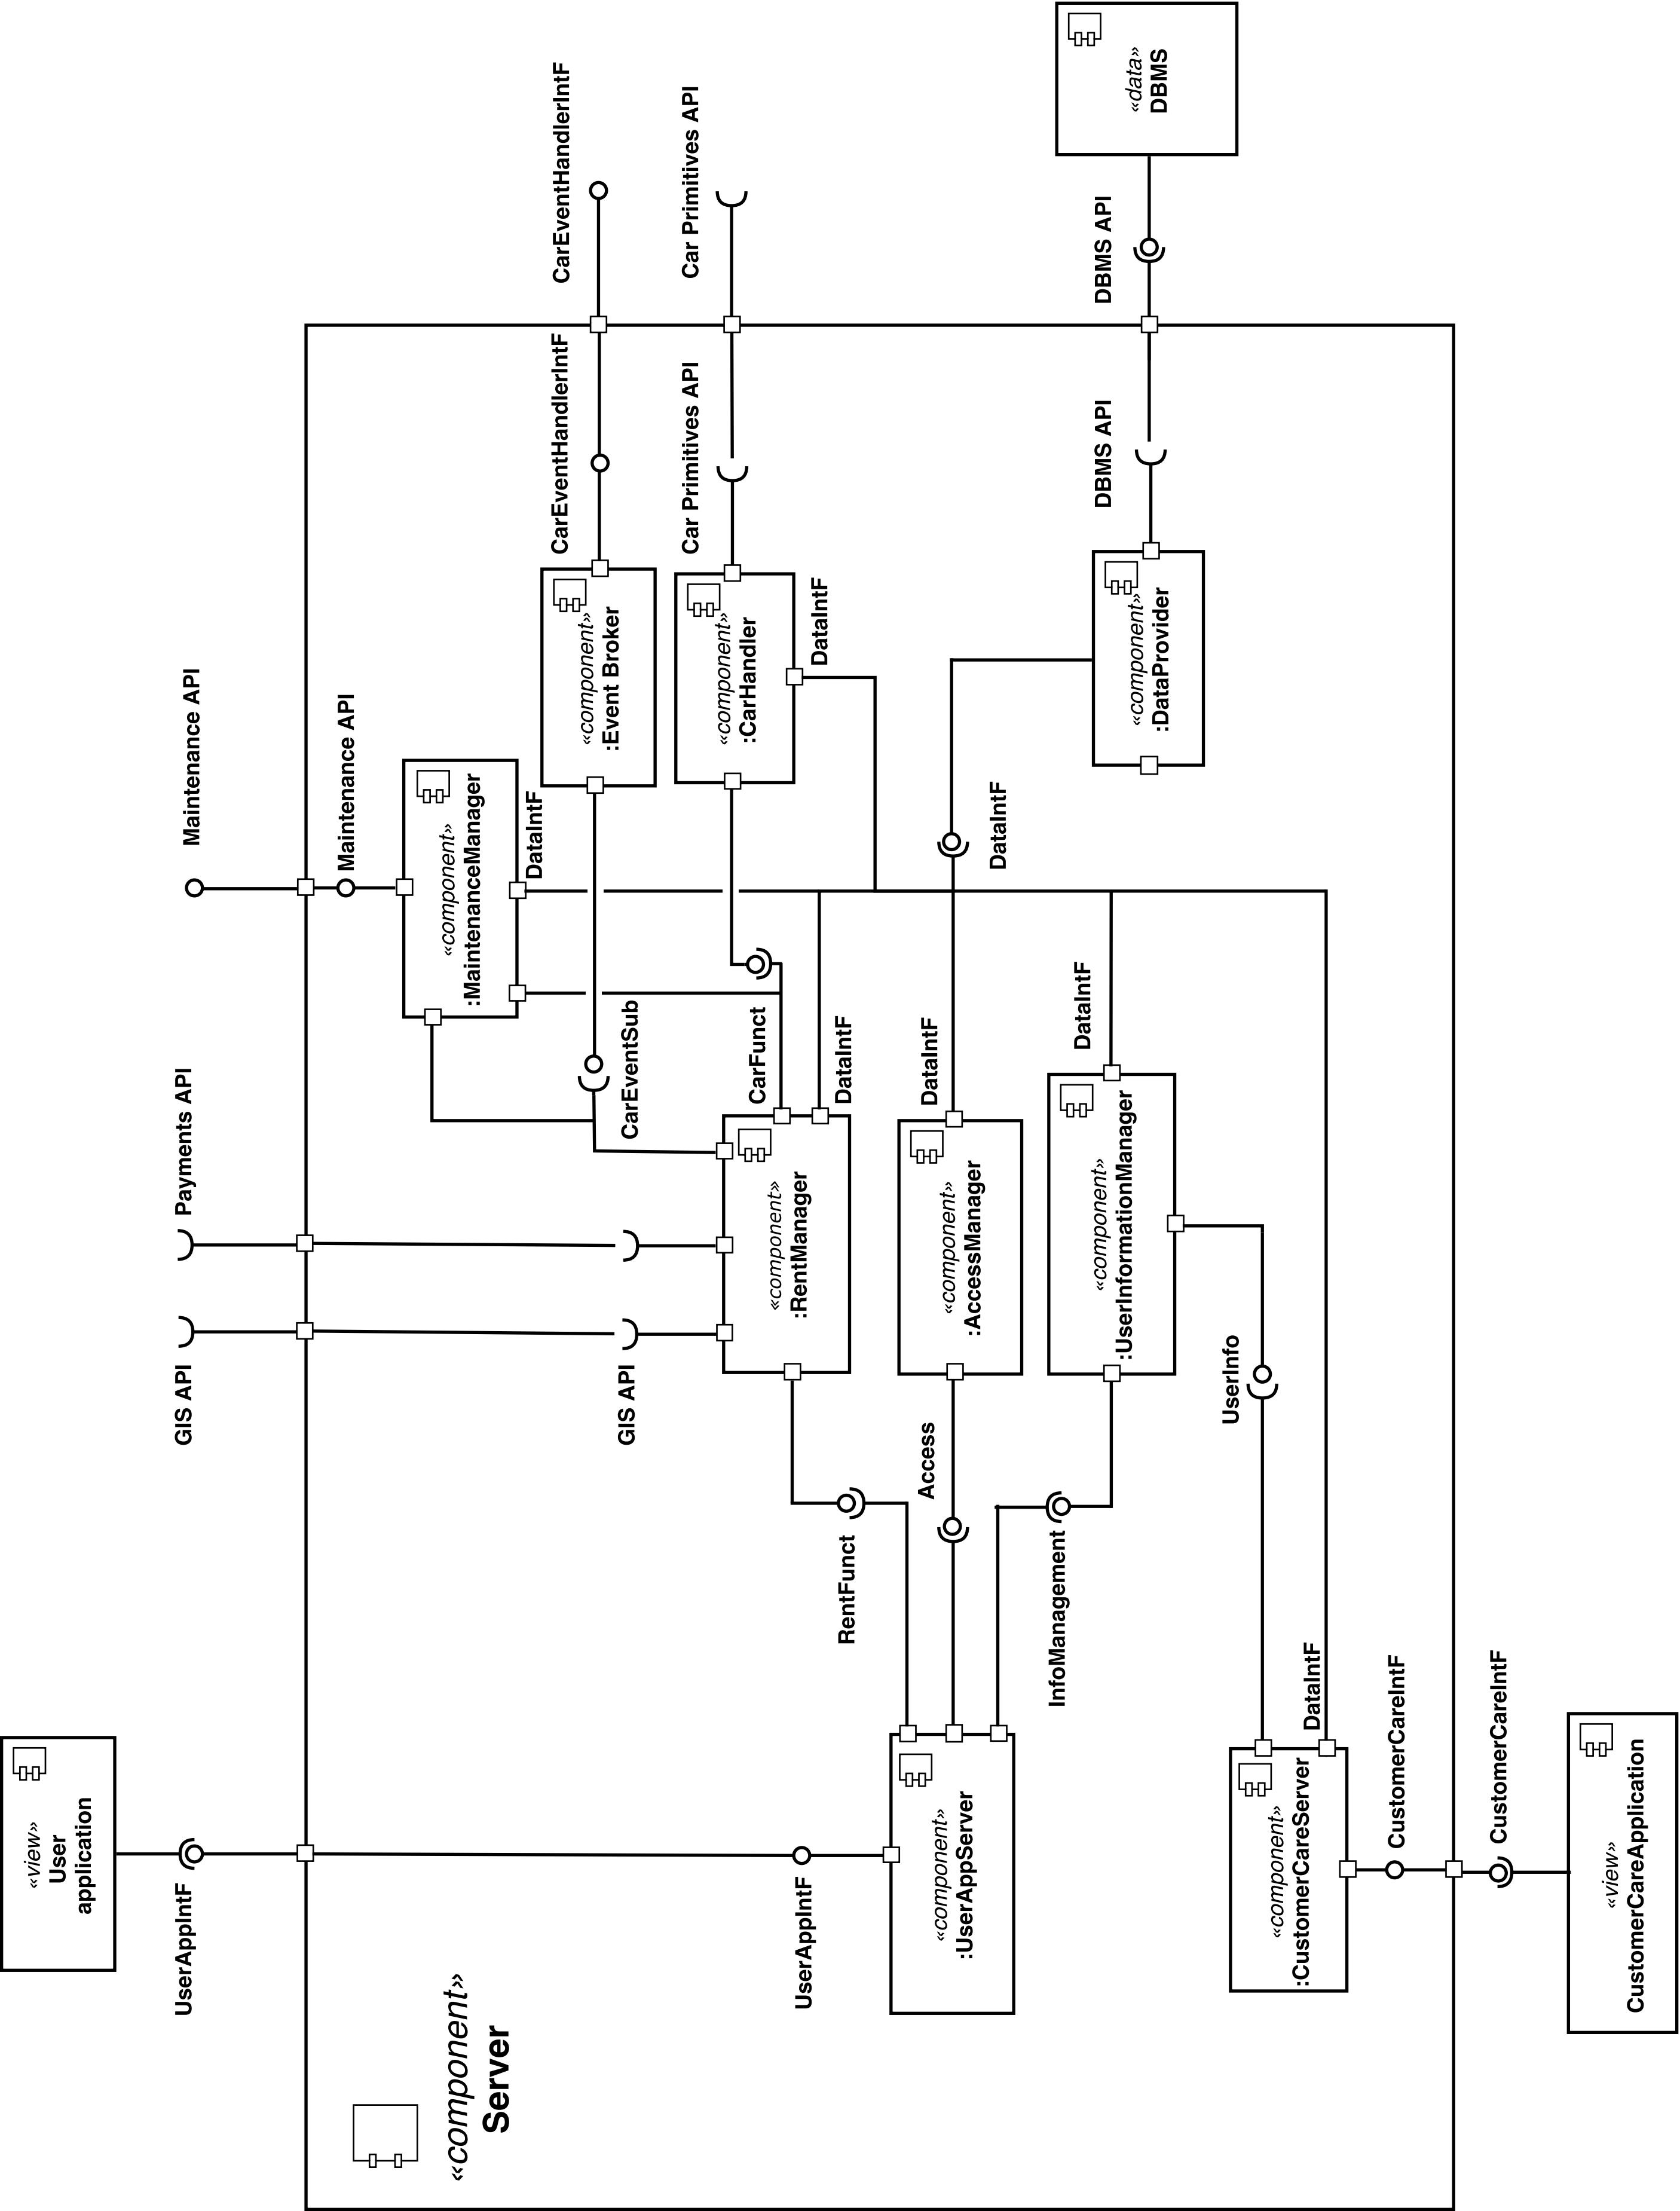 «component»
Server
«view»
User
application
UserAppIntF
UserAppIntF
«component»
:UserAppServer
GIS API
GIS API
Payments API
Maintenance API
Maintenance API
«component»
:MaintenanceManager
DataIntF
CarEventSub
«component»
:Event Broker
CarEventHandlerIntF
CarEventHandlerIntF
«component»
:CarHandler
Car Primitives API
Car Primitives API
DataIntF
CarFunct
DataIntF
«component»
:RentManager
RentFunct
Access
«component»
:AccessManager
DataIntF
DataIntF
InfoManagement
«component»
:UserInformationManager
DataIntF
UserInfo
«component»
:DataProvider
DBMS API
DBMS API
«data»
DBMS
«component»
:CustomerCareServer
DataIntF
CustomerCareIntF
CustomerCareIntF
«view»
CustomerCareApplication